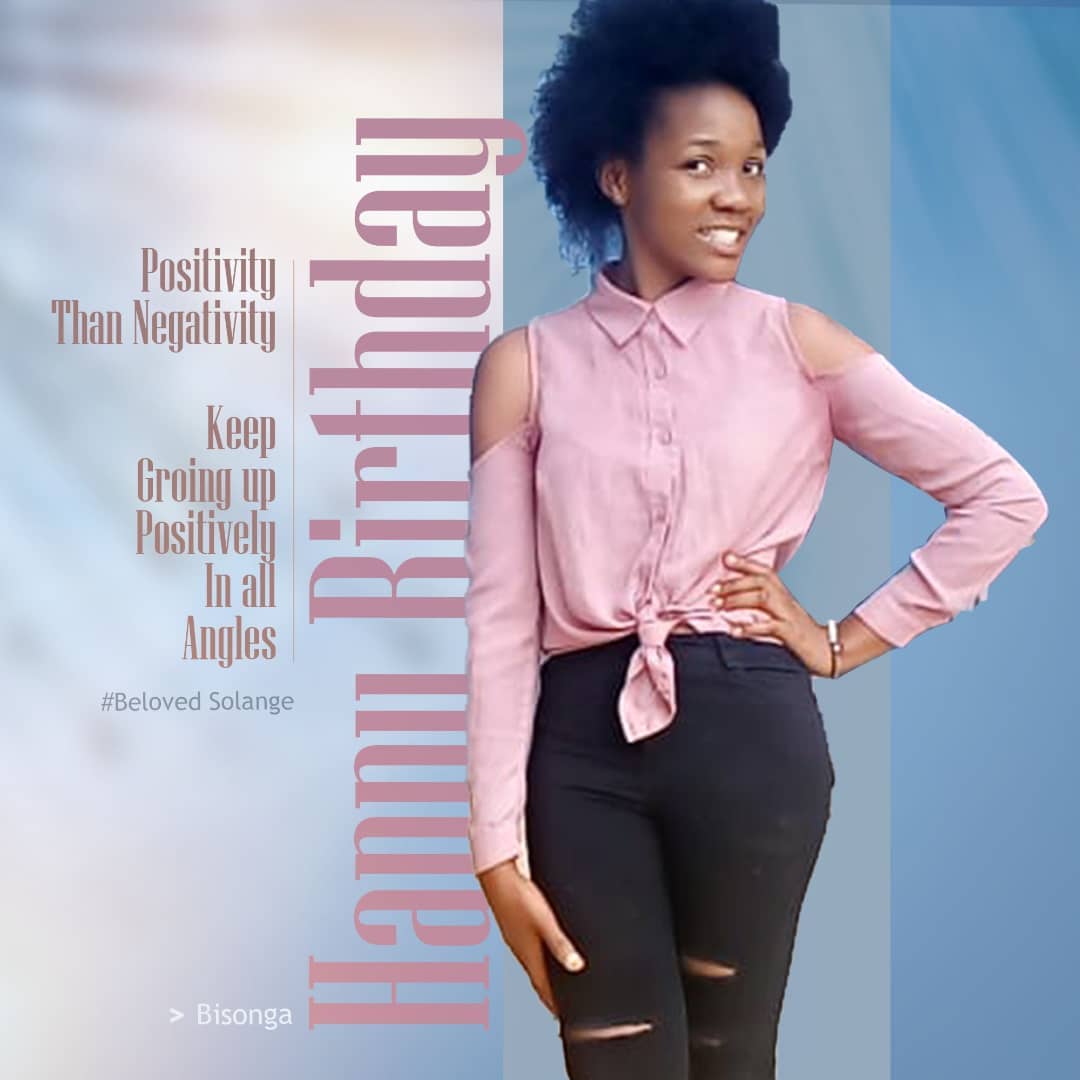 Positivity
Than Negativity
Keep
Groing up
Positively
In all
Angles
#Beloved Solange
> Bisonga
Happy Birthday